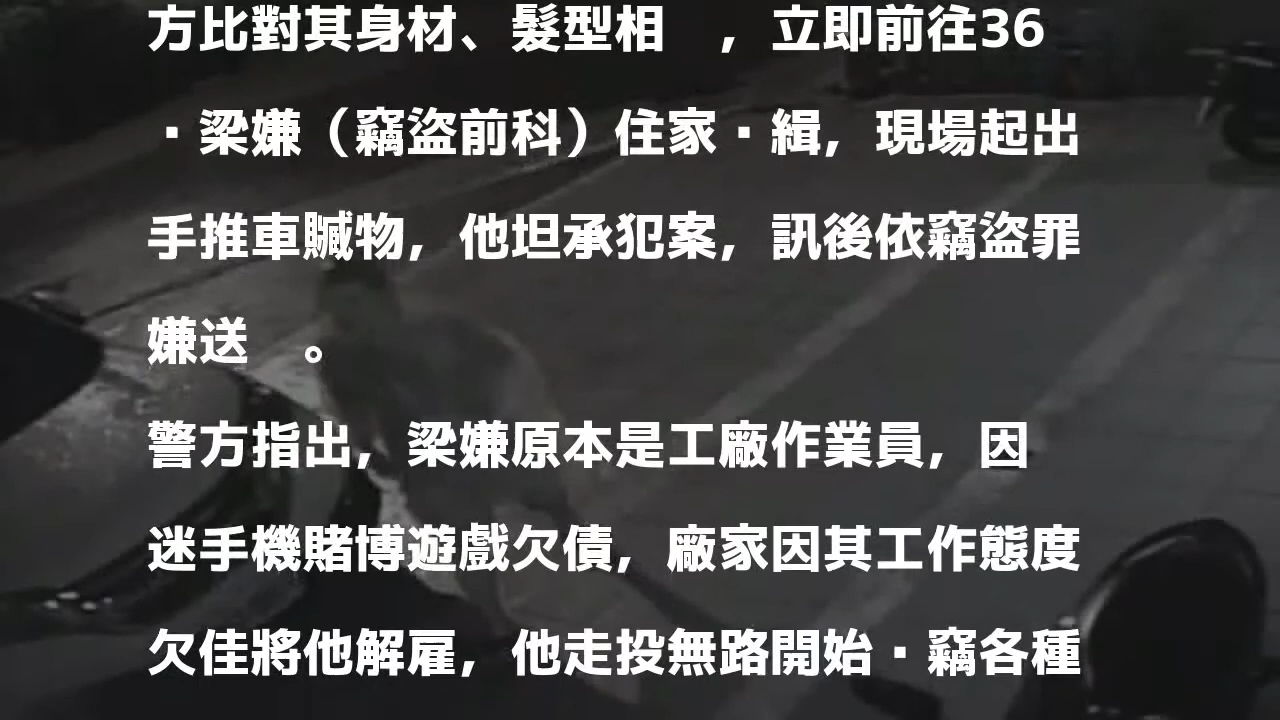 方比對其身材、髮型相　，立即前往36
▪梁嫌（竊盜前科）住家▪緝，現場起出
手推車贓物，他坦承犯案，訊後依竊盜罪
嫌送　。
警方指出，梁嫌原本是工廠作業員，因
迷手機賭博遊戲欠債，廠家因其工作態度
欠佳將他解雇，他走投無路開始▪竊各種